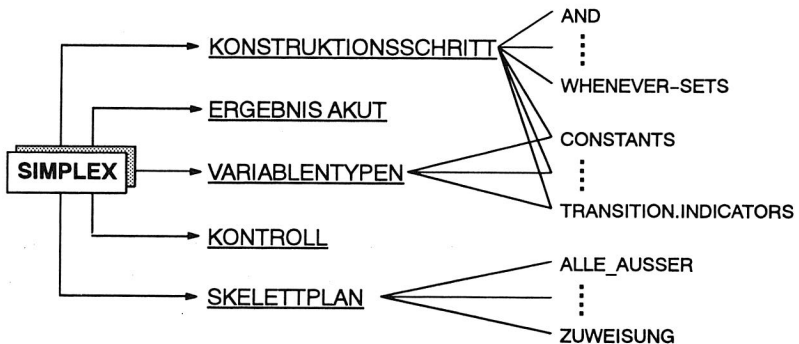 SIMPLEX
KONSTRUKTIONSSCHRITT
ERGEBNIS AKUT
VARIABLENTYPEN
KONTROLL
SKELETTPLAN
AND
WHENEVER-SETS
CONSTANTS
TRANSITION.INDICATORS
ALLE_AUSSER
ZUWEISUNG